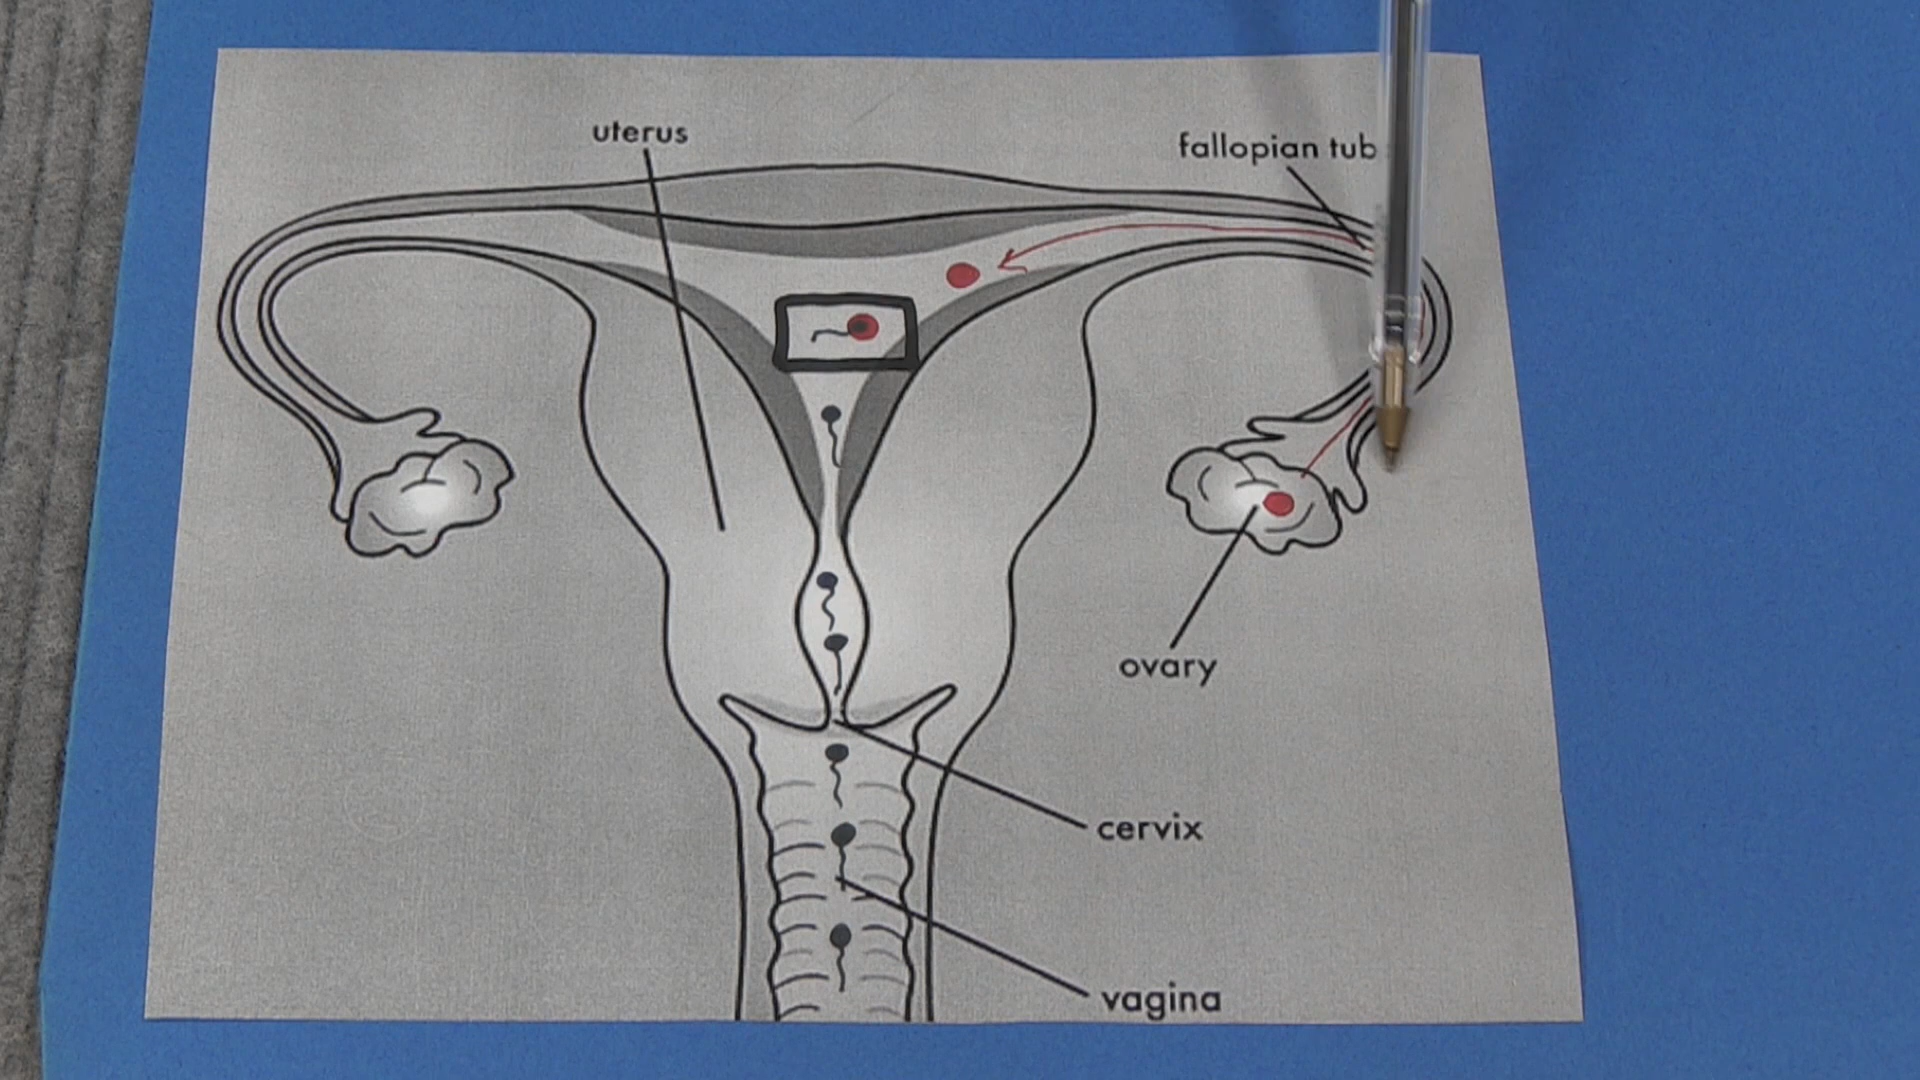 uterus
fallopian tub
ovary
cervix
vagina